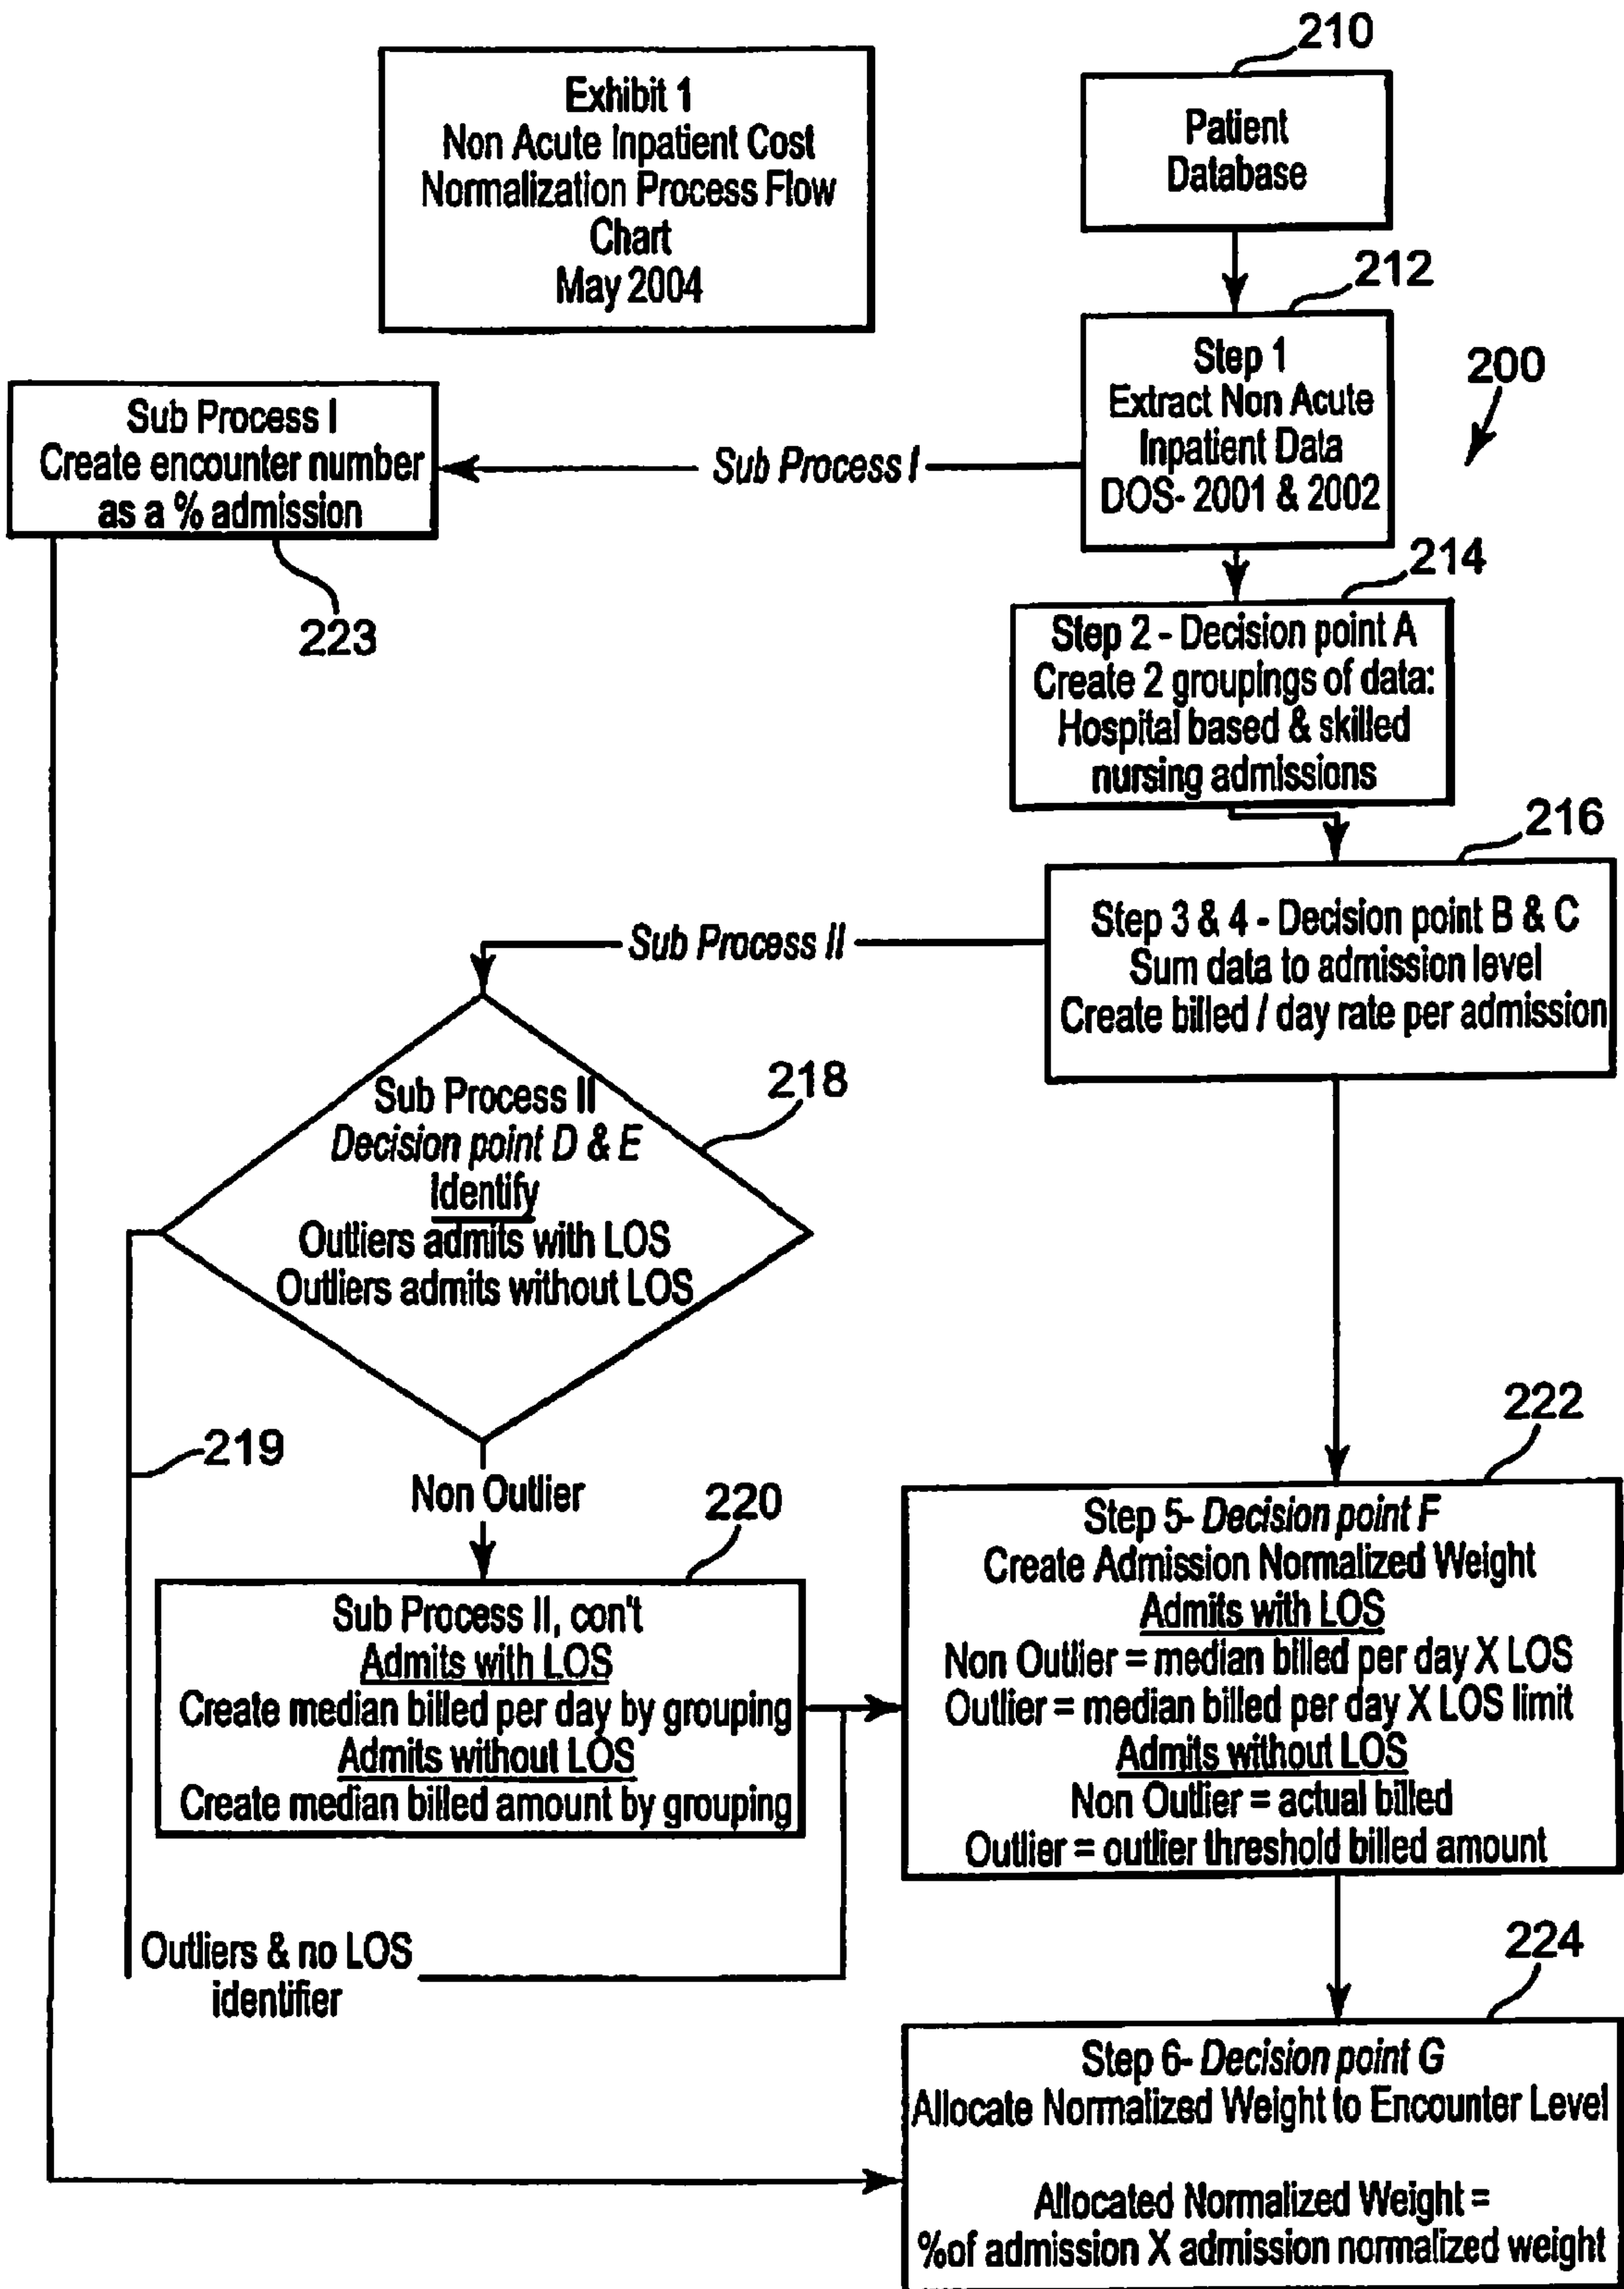 210
Exhibit 1
Non Acute Inpatient Cost
Normalization Process Flow
Chart
May 2004
Patient
Database
212
Step 1
Extract Non Acute
Inpatient Data
DOS- 2001 & 2002
200
Sub Process I
Sub Process I
Create encounter number
as a % admission
223
214
Step 2 - Decision point A
Create 2 groupings of data:
Hospital based & skilled
nursing admissions
216
Step 3 & 4 - Decision point B & C
Sum data to admission level
Create billed / day rate per admission
Sub Process II
218
Sub Process II
Decision point D & E
Identify
Outliers admits with LOS
Outliers admits without LOS
219
Non Outlier
220
Sub Process II, con't
Admits with LOS
Create median billed per day by grouping
Admits without LOS
Create median billed amount by grouping
Outliers & no LOS
identifier
222
Step 5- Decision point F
Create Admission Normalized Weight
Admits with LOS
Non Outlier = median billed per day X LOS
Outlier = median billed per day X LOS limit
Admits without LOS
Non Outlier = actual billed
Outlier = outlier threshold billed amount
224
Step 6- Decision point G
Allocate Normalized Weight to Encounter Level
Allocated Normalized Weight =
%of admission X admission normalized weight